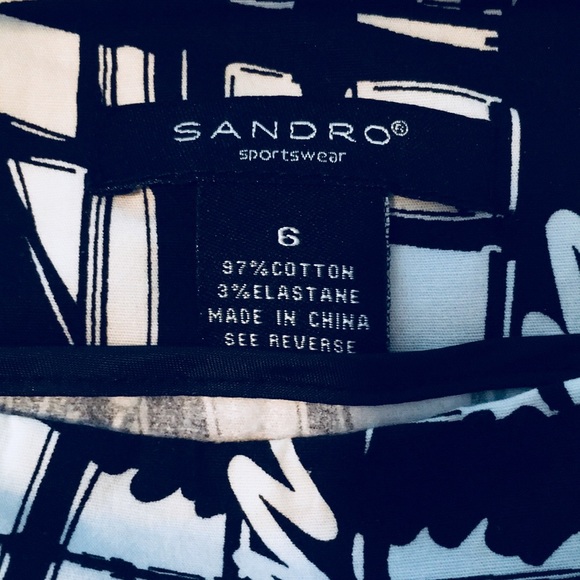 SANDRO®
sportswear
6
97%COTTON
3%ELASTANE
MADE IN CHINA
SEE REVERSE